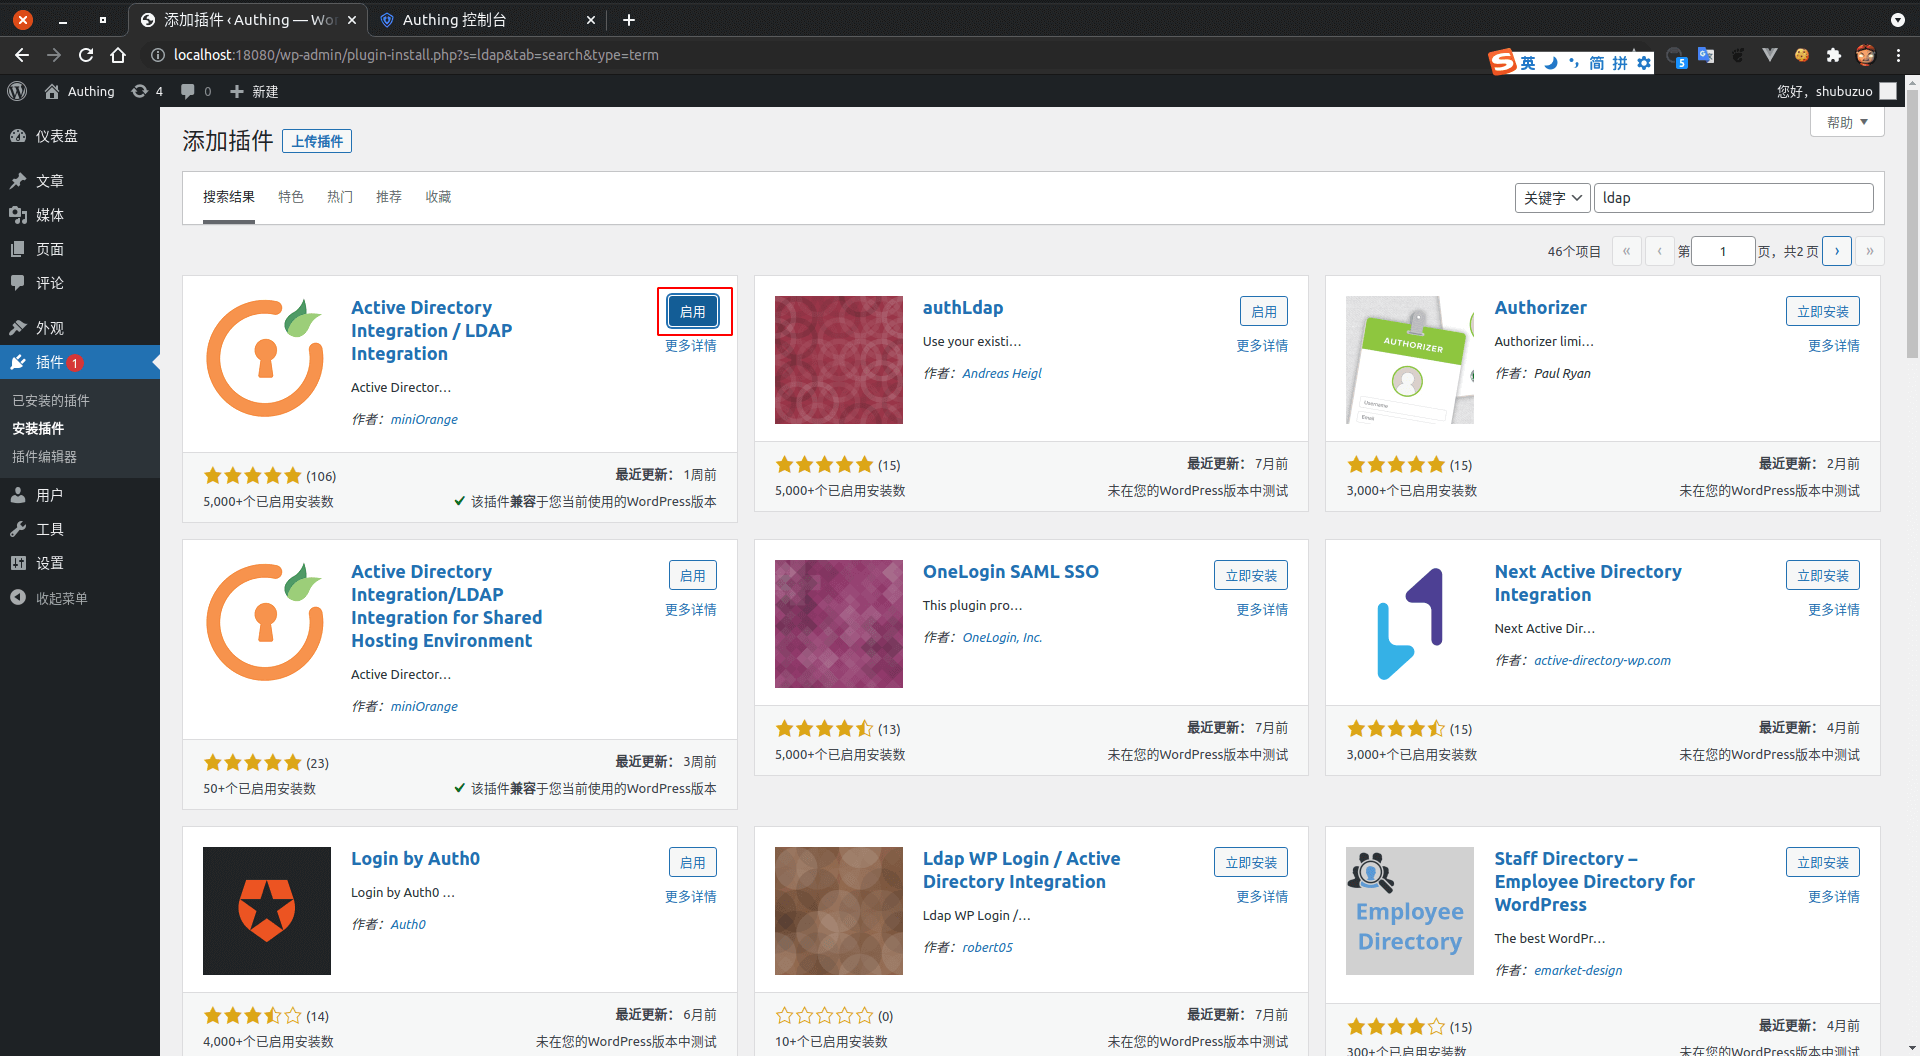 添加插件 ‹ Authing — Wor
Authing 控制台
localhost:18080/wp-admin/plugin-install.php?s=ldap&tab=search&type=term
英 简 拼
5
Authing 4 0 新建
您好，shubuzuo
仪表盘
文章
媒体
页面
评论
外观
插件 1
已安装的插件
安装插件
插件编辑器
用户
工具
设置
收起菜单
添加插件 上传插件
帮助
搜索结果 特色 热门 推荐 收藏
关键字 ldap
46个项目 « ‹ 第 1 页，共2 页 › »
Active Directory
Integration / LDAP
Integration
启用
更多详情
Active Director…
作者：miniOrange
(106)
最近更新： 1周前
5,000+个已启用安装数
该插件兼容于您当前使用的WordPress版本
authLdap
启用
更多详情
Use your existi…
作者：Andreas Heigl
(15)
最近更新： 7月前
5,000+个已启用安装数
未在您的WordPress版本中测试
AUTHORIZER
Username
Email
Authorizer
立即安装
更多详情
Authorizer limi…
作者：Paul Ryan
(15)
最近更新： 2月前
3,000+个已启用安装数
未在您的WordPress版本中测试
Active Directory
Integration/LDAP
Integration for Shared
Hosting Environment
启用
更多详情
Active Director…
作者：miniOrange
(23)
最近更新： 3周前
50+个已启用安装数
该插件兼容于您当前使用的WordPress版本
OneLogin SAML SSO
立即安装
更多详情
This plugin pro…
作者：OneLogin, Inc.
(13)
最近更新： 7月前
5,000+个已启用安装数
未在您的WordPress版本中测试
Next Active Directory
Integration
立即安装
更多详情
Next Active Dir…
作者：active-directory-wp.com
(15)
最近更新： 4月前
3,000+个已启用安装数
未在您的WordPress版本中测试
Login by Auth0
启用
更多详情
Login by Auth0 …
作者：Auth0
(14)
最近更新： 6月前
4,000+个已启用安装数
未在您的WordPress版本中测试
Ldap WP Login / Active
Directory Integration
立即安装
更多详情
Ldap WP Login /…
作者：robert05
(0)
最近更新： 7月前
10+个已启用安装数
未在您的WordPress版本中测试
Employee
Directory
Staff Directory –
Employee Directory for
WordPress
立即安装
更多详情
The best WordPr…
作者：emarket-design
(15)
最近更新： 4月前
300+个已启用安装数
未在您的WordPress版本中测试